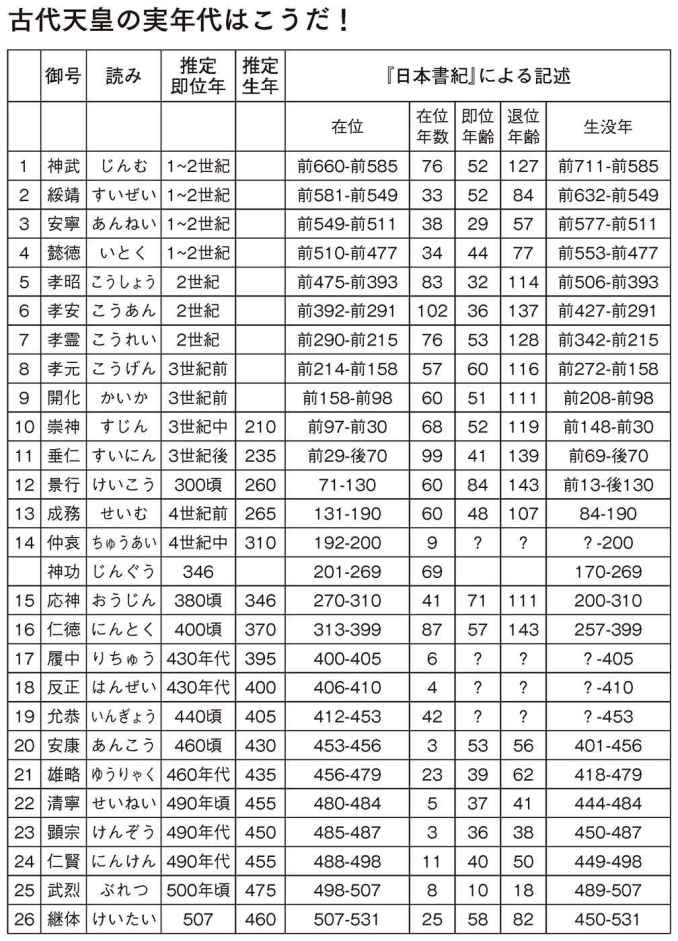 古代天皇の実年代はこうだ！
御号 読み 推定即位年 推定生年 『日本書紀』による記述
在位 在位年数 即位年齢 退位年齢 生没年
1 神武 じんむ 1~2世紀 前660-前585 76 52 127 前711-前585
2 綏靖 すいぜい 1~2世紀 前581-前549 33 52 84 前632-前549
3 安寧 あんねい 1~2世紀 前549-前511 38 29 57 前577-前511
4 懿徳 いとく 1~2世紀 前510-前477 34 44 77 前553-前477
5 孝昭 こうしょう 2世紀 前475-前393 83 32 114 前506-前393
6 孝安 こうあん 2世紀 前392-前291 102 36 137 前427-前291
7 孝霊 こうれい 2世紀 前290-前215 76 53 128 前342-前215
8 孝元 こうげん 3世紀前 前214-前158 57 60 116 前272-前158
9 開化 かいか 3世紀前 前158-前98 60 51 111 前208-前98
10 崇神 すじん 3世紀中 210 前97-前30 68 52 119 前148-前30
11 垂仁 すいにん 3世紀後 235 前29-後70 99 41 139 前69-後70
12 景行 けいこう 300頃 260 71-130 60 84 143 前13-後130
13 成務 せいむ 4世紀前 265 131-190 60 48 107 84-190
14 仲哀 ちゅうあい 4世紀中 310 192-200 9 ? ? ?-200
神功 じんぐう 346 201-269 69 170-269
15 応神 おうじん 380頃 346 270-310 41 71 111 200-310
16 仁徳 にんとく 400頃 370 313-399 87 57 143 257-399
17 履中 りちゅう 430年代 395 400-405 6 ? ? ?-405
18 反正 はんぜい 430年代 400 406-410 4 ? ? ?-410
19 允恭 いんぎょう 440頃 405 412-453 42 ? ? ?-453
20 安康 あんこう 460頃 430 453-456 3 53 56 401-456
21 雄略 ゆうりゃく 460年代 435 456-479 23 39 62 418-479
22 清寧 せいねい 490年頃 455 480-484 5 37 41 444-484
23 顕宗 けんぞう 490年代 450 485-487 3 36 38 450-487
24 仁賢 にんけん 490年代 455 488-498 11 40 50 449-498
25 武烈 ぶれつ 500年頃 475 498-507 8 10 18 489-507
26 継体 けいたい 507 460 507-531 25 58 82 450-531